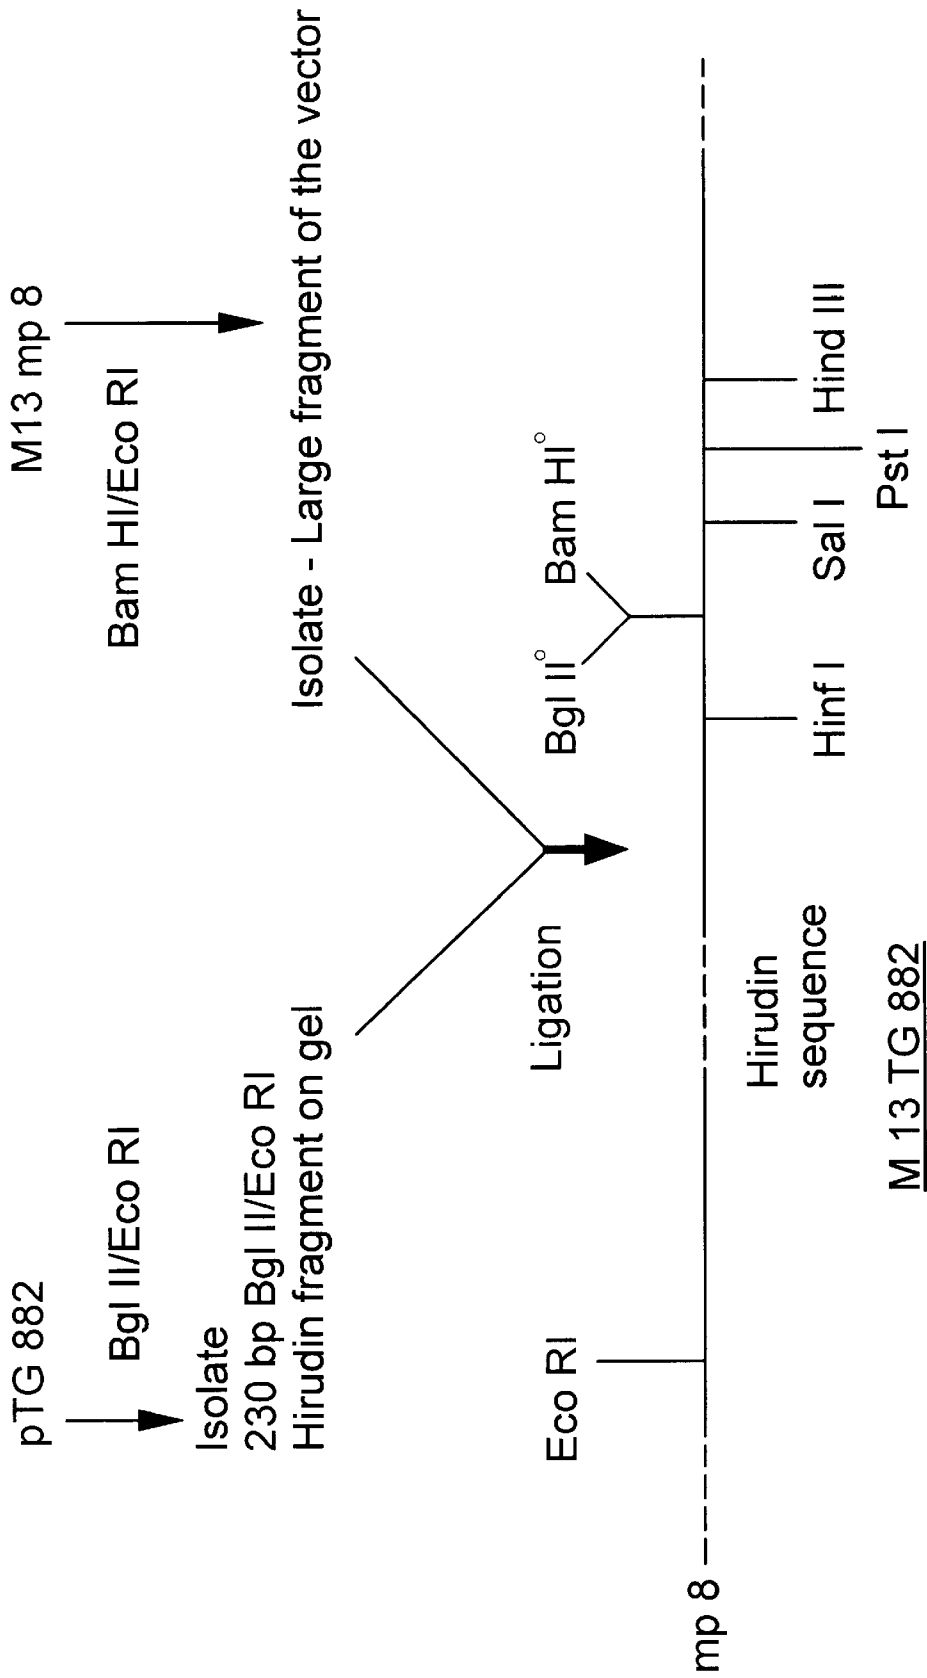 pTG 882
Bgl II/Eco RI
Isolate
230 bp Bgl II/Eco RI
Hirudin fragment on gel
M13 mp 8
Bam HI/Eco RI
Isolate - Large fragment of the vector
Ligation
Eco RI
Bgl II°
Bam HI°
mp 8
Hirudin
sequence
Hinf I
Sal I
Pst I
Hind III
M 13 TG 882